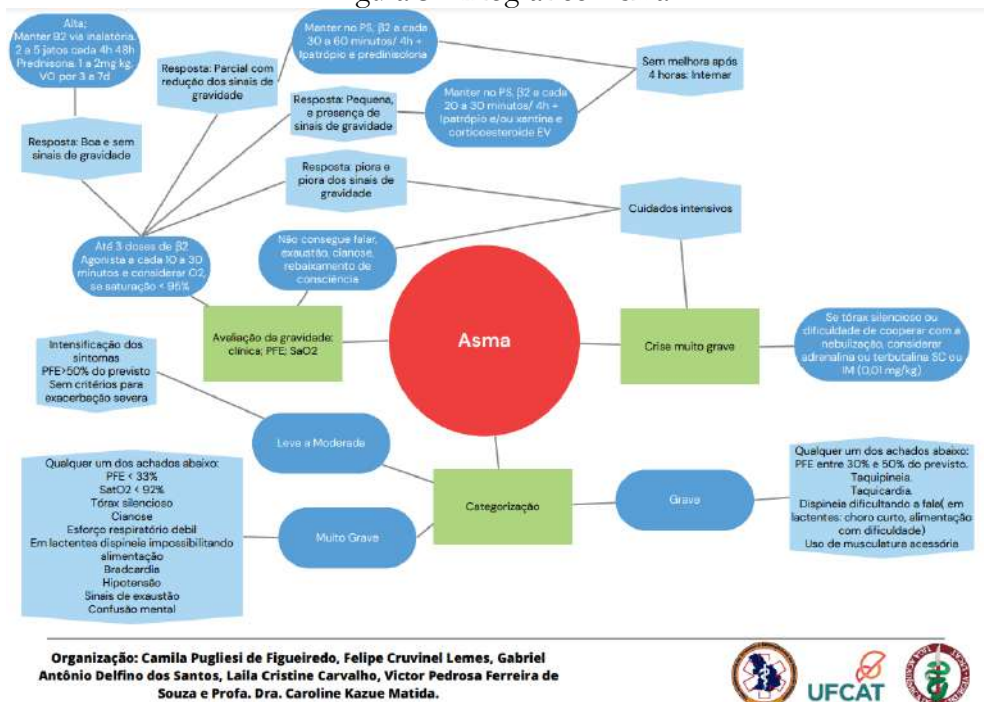 Alta;
Manter B2 via inalatória.
2 a 5 jatos cada 4h 48h
Prednisona. 1 a 2mg kg.
VO por 3 a 7d
Resposta: Boa e sem
sinais de gravidade
Resposta: Parcial com
redução dos sinais de
gravidade
Manter no PS, β2 a cada
30 a 60 minutos/ 4h +
Ipatrópio e predinisolona
Resposta: Pequena,
e presença de
sinais de gravidade
Manter no PS, β2 a cada
20 a 30 minutos/ 4h +
Ipatrópio e/ou xantina e
corticoesteroide EV
Sem melhora após
4 horas: Internar
Resposta: piora e
piora dos sinais de
gravidade
Cuidados intensivos
Até 3 doses de β2
Agonista a cada 10 a 30
minutos e considerar O2,
se saturação < 95%
Não consegue falar,
exaustão, cianose,
rebaixamento de
consciência
Avaliação da gravidade:
clínica; PFE; SaO2
Asma
Crise muito grave
Se tórax silencioso ou
dificuldade de cooperar com a
nebulização, considerar
adrenalina ou terbutalina SC ou
IM (0,01 mg/kg)
Intensificação dos
sintomas
PFE>50% do previsto
Sem critérios para
exacerbação severa
Leve a Moderada
Categorização
Grave
Qualquer um dos achados abaixo:
PFE entre 30% e 50% do previsto.
Taquipineia.
Taquicardia.
Dispineia dificultando a fala( em
lactentes: choro curto, alimentação
com dificuldade)
Uso de musculatura acessória
Qualquer um dos achados abaixo:
PFE < 33%
SatO2 < 92%
Tórax silencioso
Cianose
Esforço respiratório débil
Em lactentes dispineia impossibilitando
alimentação
Bradcardia
Hipotensão
Sinais de exaustão
Confusão mental
Muito Grave
Organização: Camila Pugliesi de Figueiredo, Felipe Cruvinel Lemes, Gabriel
Antônio Delfino dos Santos, Laila Cristine Carvalho, Victor Pedrosa Ferreira de
Souza e Profa. Dra. Caroline Kazue Matida.
UFCAT